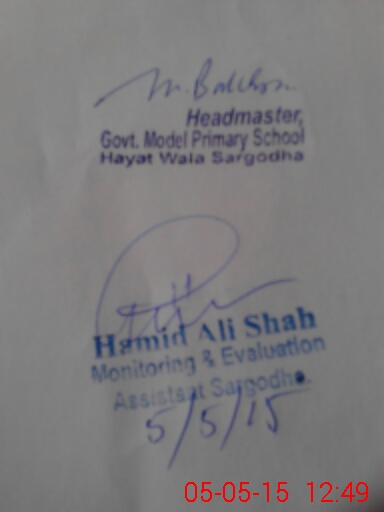 Headmaster,
Govt. Model Primary School
Hayat Wala Sargodha
Hamid Ali Shah
Monitoring & Evaluation
Assistant Sargodha.
5/5/15
05-05-15 12:49